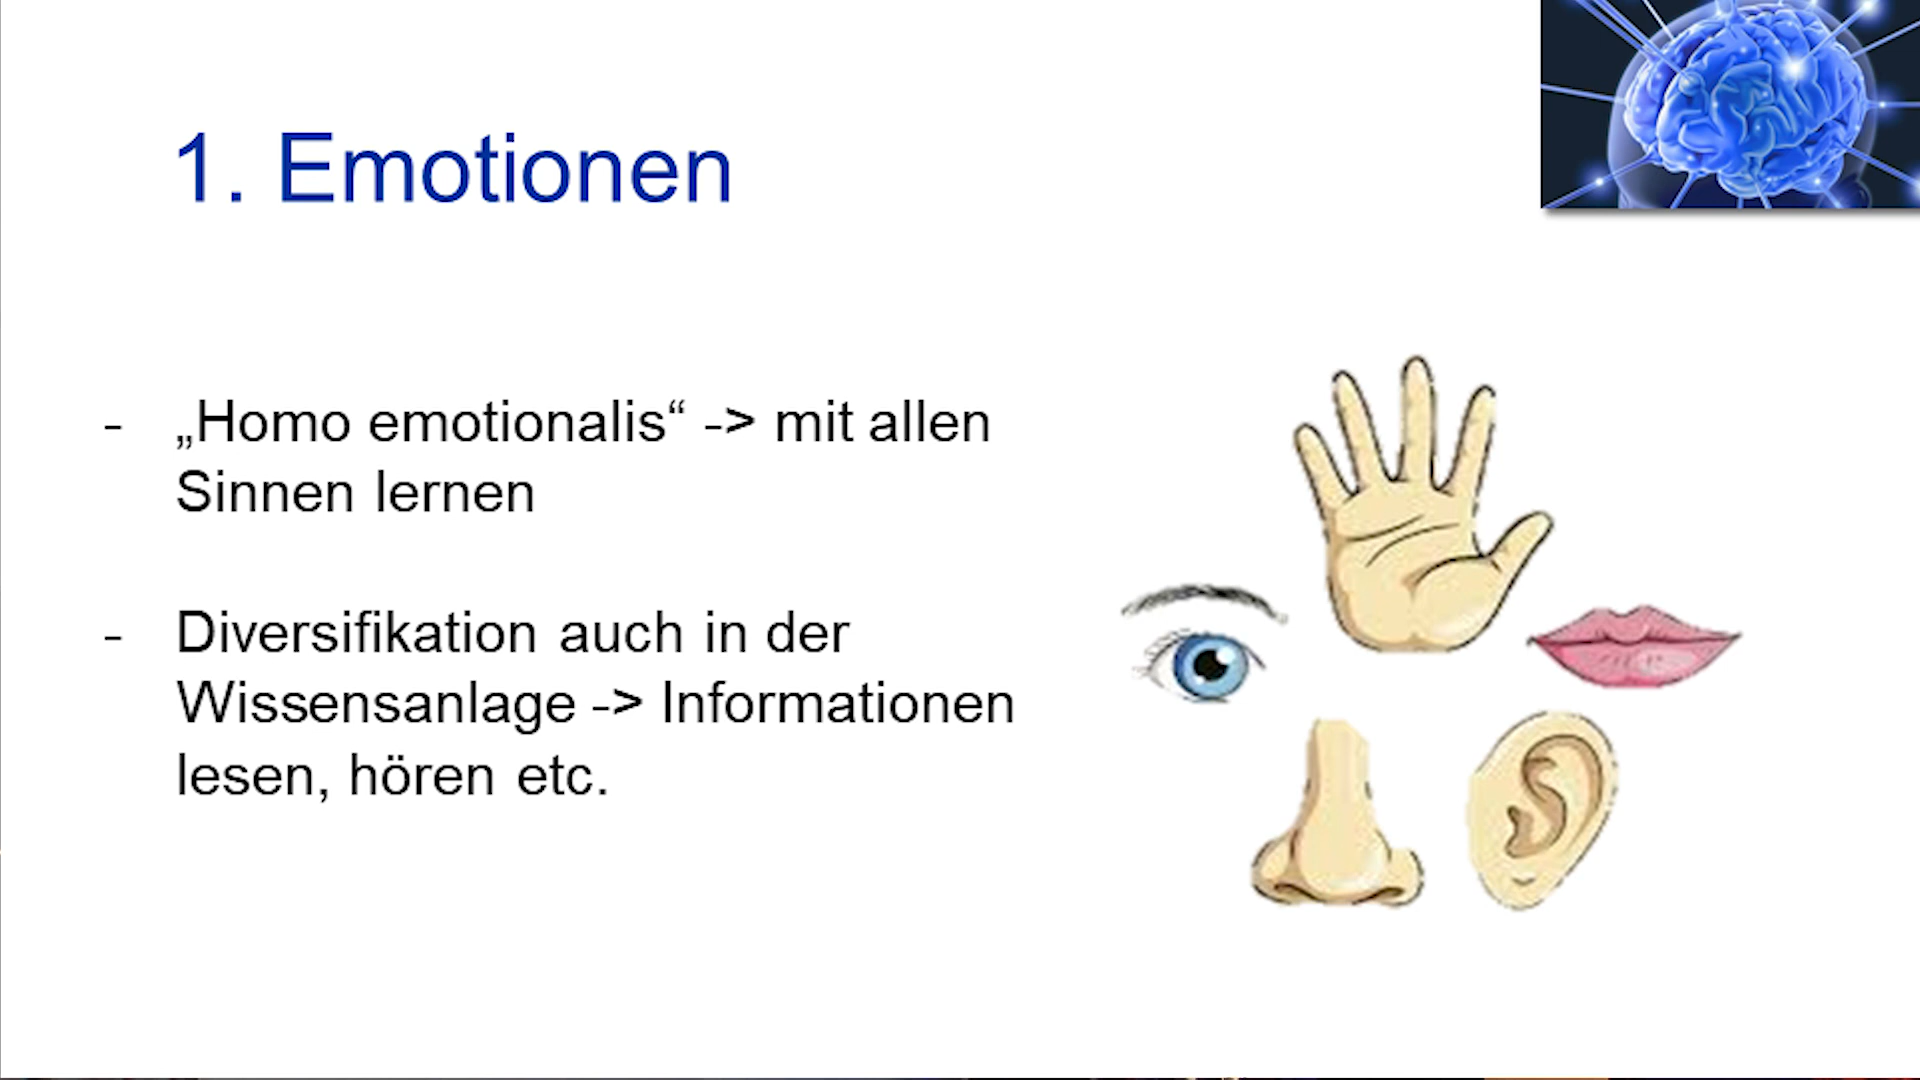 1. Emotionen
- „Homo emotionalis“ -> mit allen
Sinnen lernen
- Diversifikation auch in der
Wissensanlage -> Informationen
lesen, hören etc.